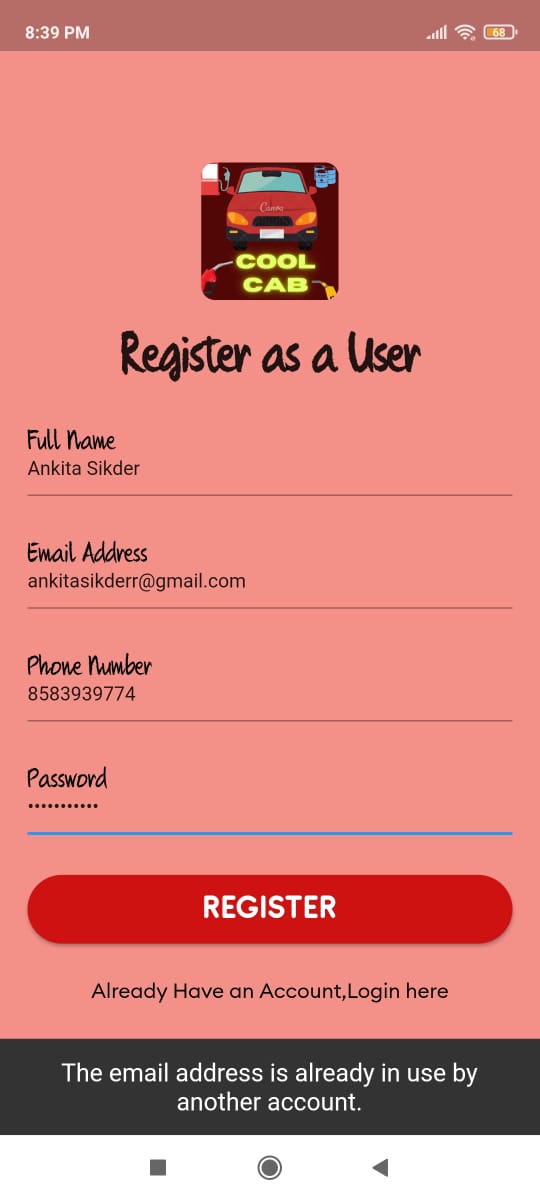 8:39 PM
68
Canva
COOL
CAB
Register as a User
Full Name
Ankita Sikder
Email Address
ankitasikderr@gmail.com
Phone Number
8583939774
Password
•••••••••••
REGISTER
Already Have an Account,Login here
The email address is already in use by
another account.